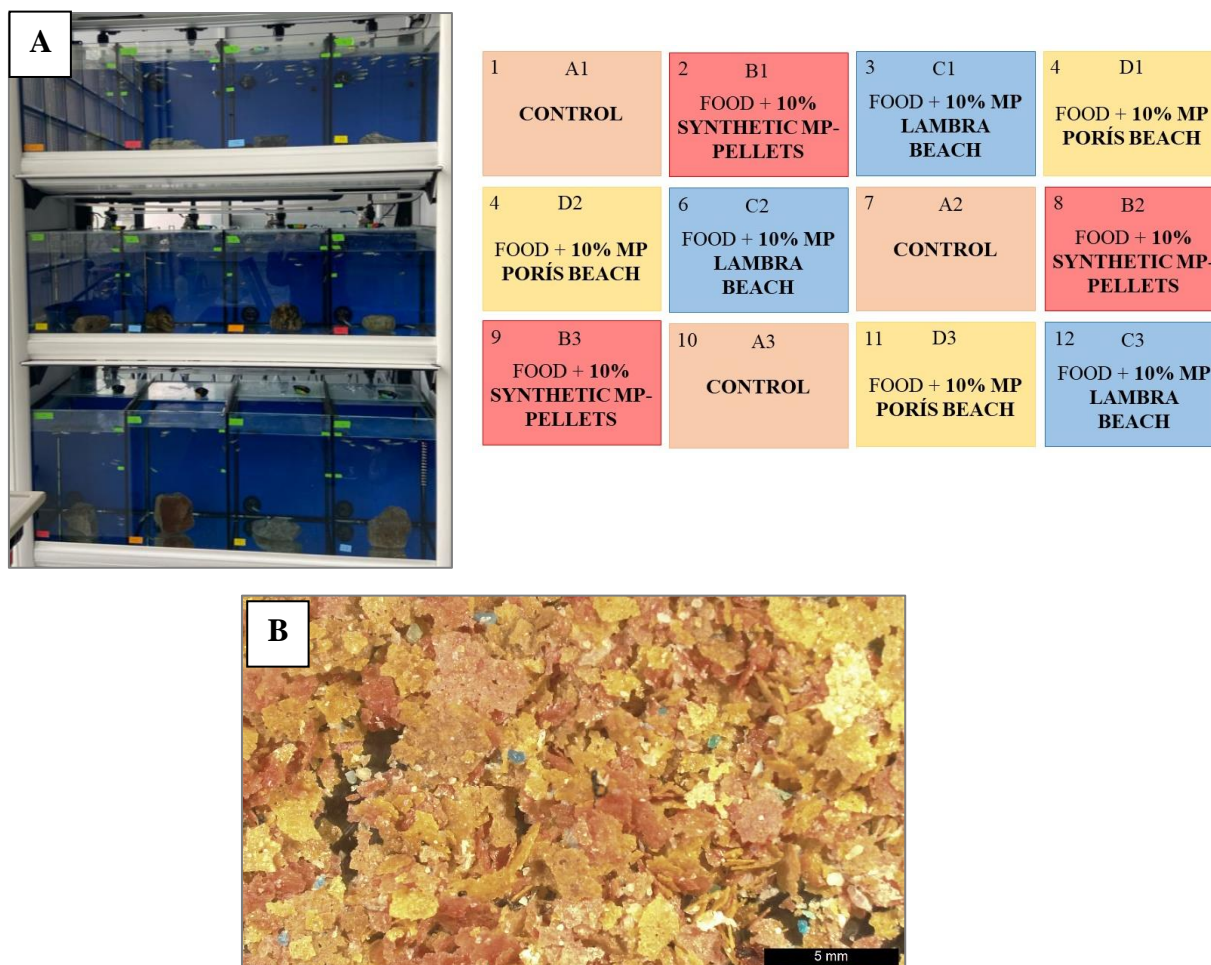 A
1 A1
CONTROL
2 B1
FOOD + 10%
SYNTHETIC MP-
PELLETS
3 C1
FOOD + 10% MP
LAMBRA
BEACH
4 D1
FOOD + 10% MP
PORÍS BEACH
4 D2
FOOD + 10% MP
PORÍS BEACH
6 C2
FOOD + 10% MP
LAMBRA
BEACH
7 A2
CONTROL
8 B2
FOOD + 10%
SYNTHETIC MP-
PELLETS
9 B3
FOOD + 10%
SYNTHETIC MP-
PELLETS
10 A3
CONTROL
11 D3
FOOD + 10% MP
PORÍS BEACH
12 C3
FOOD + 10% MP
LAMBRA
BEACH
B
5 mm